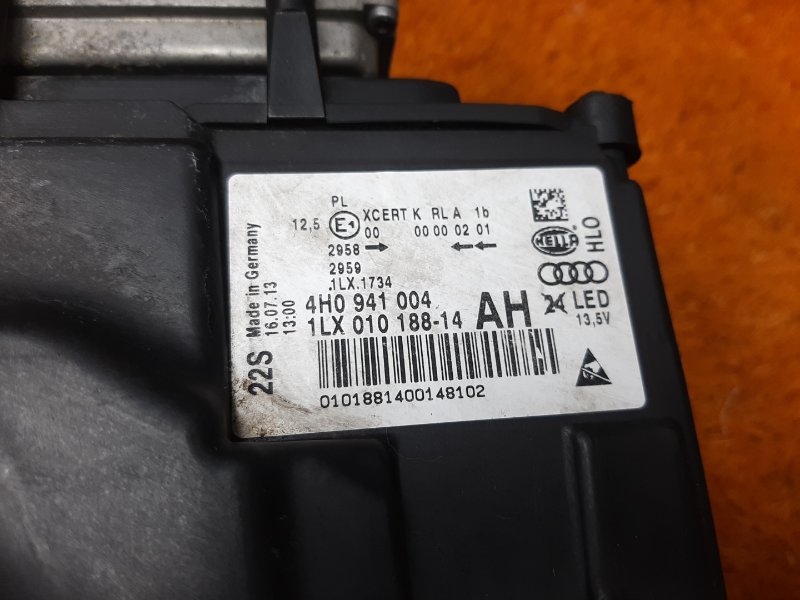 PL
12,5 E1 XCERT K RL A 1b
00 00 00 02 01
2958
2959
1LX.1734
4H0 941 004 AH
1LX 010 188-14
0101881400148102
HELLA
HLO
LED
13,5V
22S
Made in Germany
16.07.13
13:00